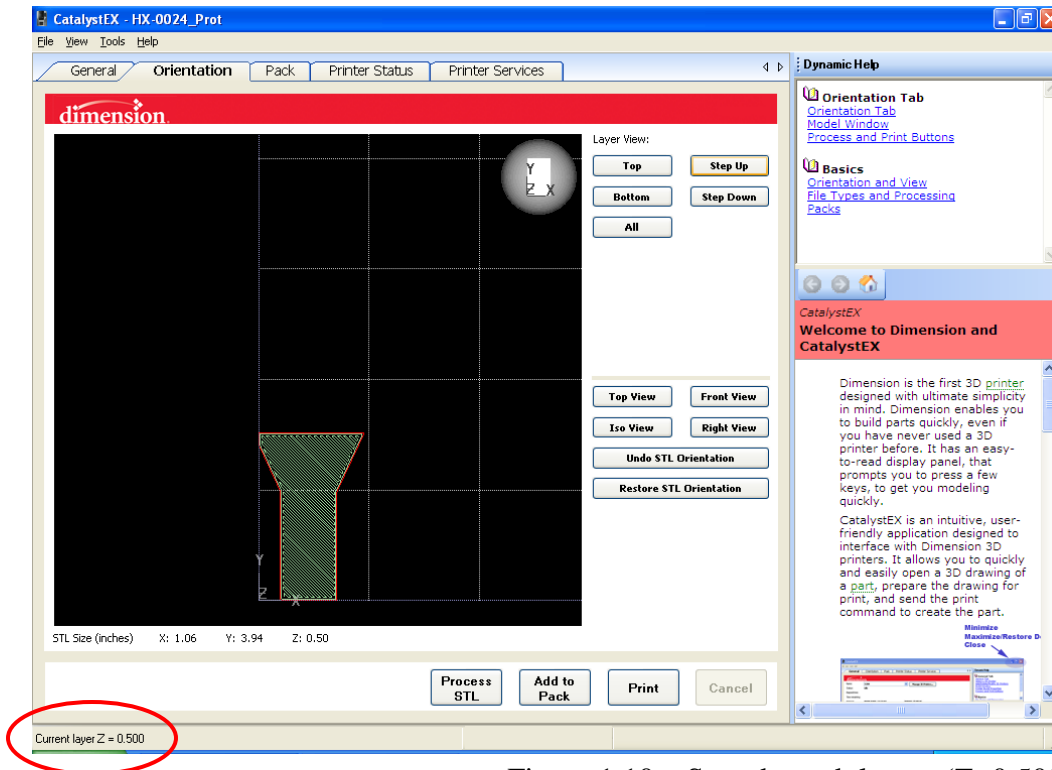 CatalystEX - HX-0024_Prot
File View Tools Help
General Orientation Pack Printer Status Printer Services
dimension
Layer View:
Top Step Up
Bottom Step Down
All
Y
Z X
Top View Front View
Iso View Right View
Undo STL Orientation
Restore STL Orientation
Y
Z X
STL Size (inches) X: 1.06 Y: 3.94 Z: 0.50
Process STL
Add to Pack
Print
Cancel
Current layer Z = 0.500
Dynamic Help
Orientation Tab
Orientation Tab
Model Window
Process and Print Buttons
Basics
Orientation and View
File Types and Processing
Packs
CatalystEX
Welcome to Dimension and
CatalystEX
Dimension is the first 3D printer
designed with ultimate simplicity
in mind. Dimension enables you
to build parts quickly, even if
you have never used a 3D
printer before. It has an easy-
to-read display panel, that
prompts you to press a few
keys, to get you modeling
quickly.
CatalystEX is an intuitive, user-
friendly application designed to
interface with Dimension 3D
printers. It allows you to quickly
and easily open a 3D drawing of
a part, prepare the drawing for
print, and send the print
command to create the part.
Minimize
Maximize/Restore D
Close